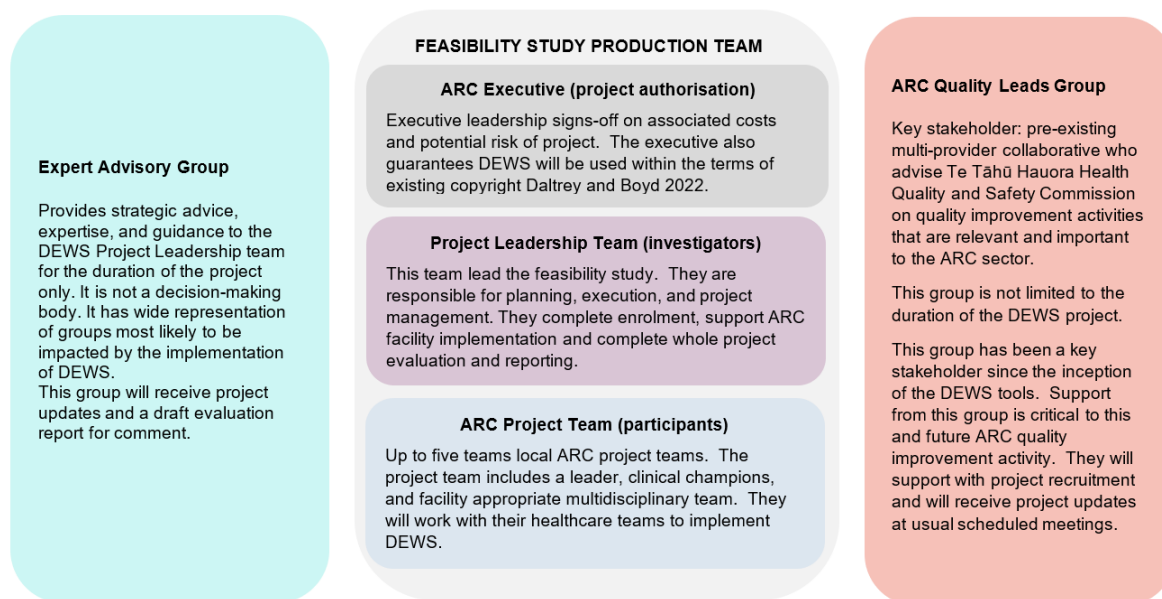 Expert Advisory Group
Provides strategic advice,
expertise, and guidance to the
DEWS Project Leadership team
for the duration of the project
only. It is not a decision-making
body. It has wide representation
of groups most likely to be
impacted by the implementation
of DEWS.
This group will receive project
updates and a draft evaluation
report for comment.
FEASIBILITY STUDY PRODUCTION TEAM
ARC Executive (project authorisation)
Executive leadership signs-off on associated costs
and potential risk of project.  The executive also
guarantees DEWS will be used within the terms of
existing copyright Daltrey and Boyd 2022.
Project Leadership Team (investigators)
This team lead the feasibility study.  They are
responsible for planning, execution, and project
management. They complete enrolment, support ARC
facility implementation and complete whole project
evaluation and reporting.
ARC Project Team (participants)
Up to five teams local ARC project teams.  The
project team includes a leader, clinical champions,
and facility appropriate multidisciplinary team.  They
will work with their healthcare teams to implement
DEWS.
ARC Quality Leads Group
Key stakeholder: pre-existing
multi-provider collaborative who
advise Te Tāhū Hauora Health
Quality and Safety Commission
on quality improvement activities
that are relevant and important
to the ARC sector.
This group is not limited to the
duration of the DEWS project.
This group has been a key
stakeholder since the inception
of the DEWS tools.  Support
from this group is critical to this
and future ARC quality
improvement activity.  They will
support with project recruitment
and will receive project updates
at usual scheduled meetings.